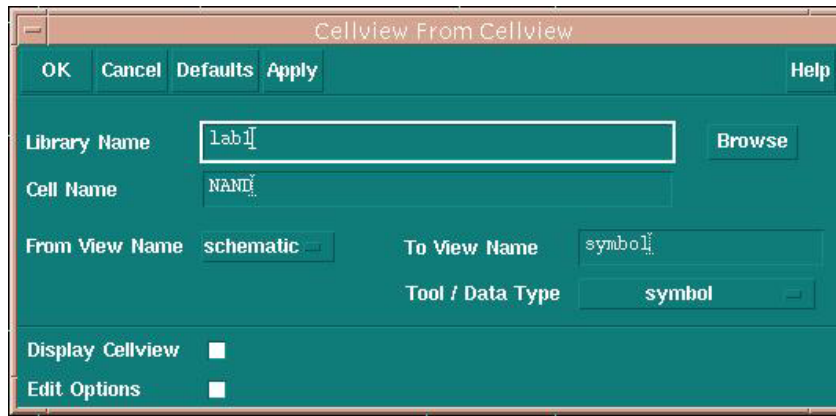 Cellview From Cellview
OK Cancel Defaults Apply Help
Library Name lab1 Browse
Cell Name NAND
From View Name schematic To View Name symbol
Tool / Data Type symbol
Display Cellview
Edit Options